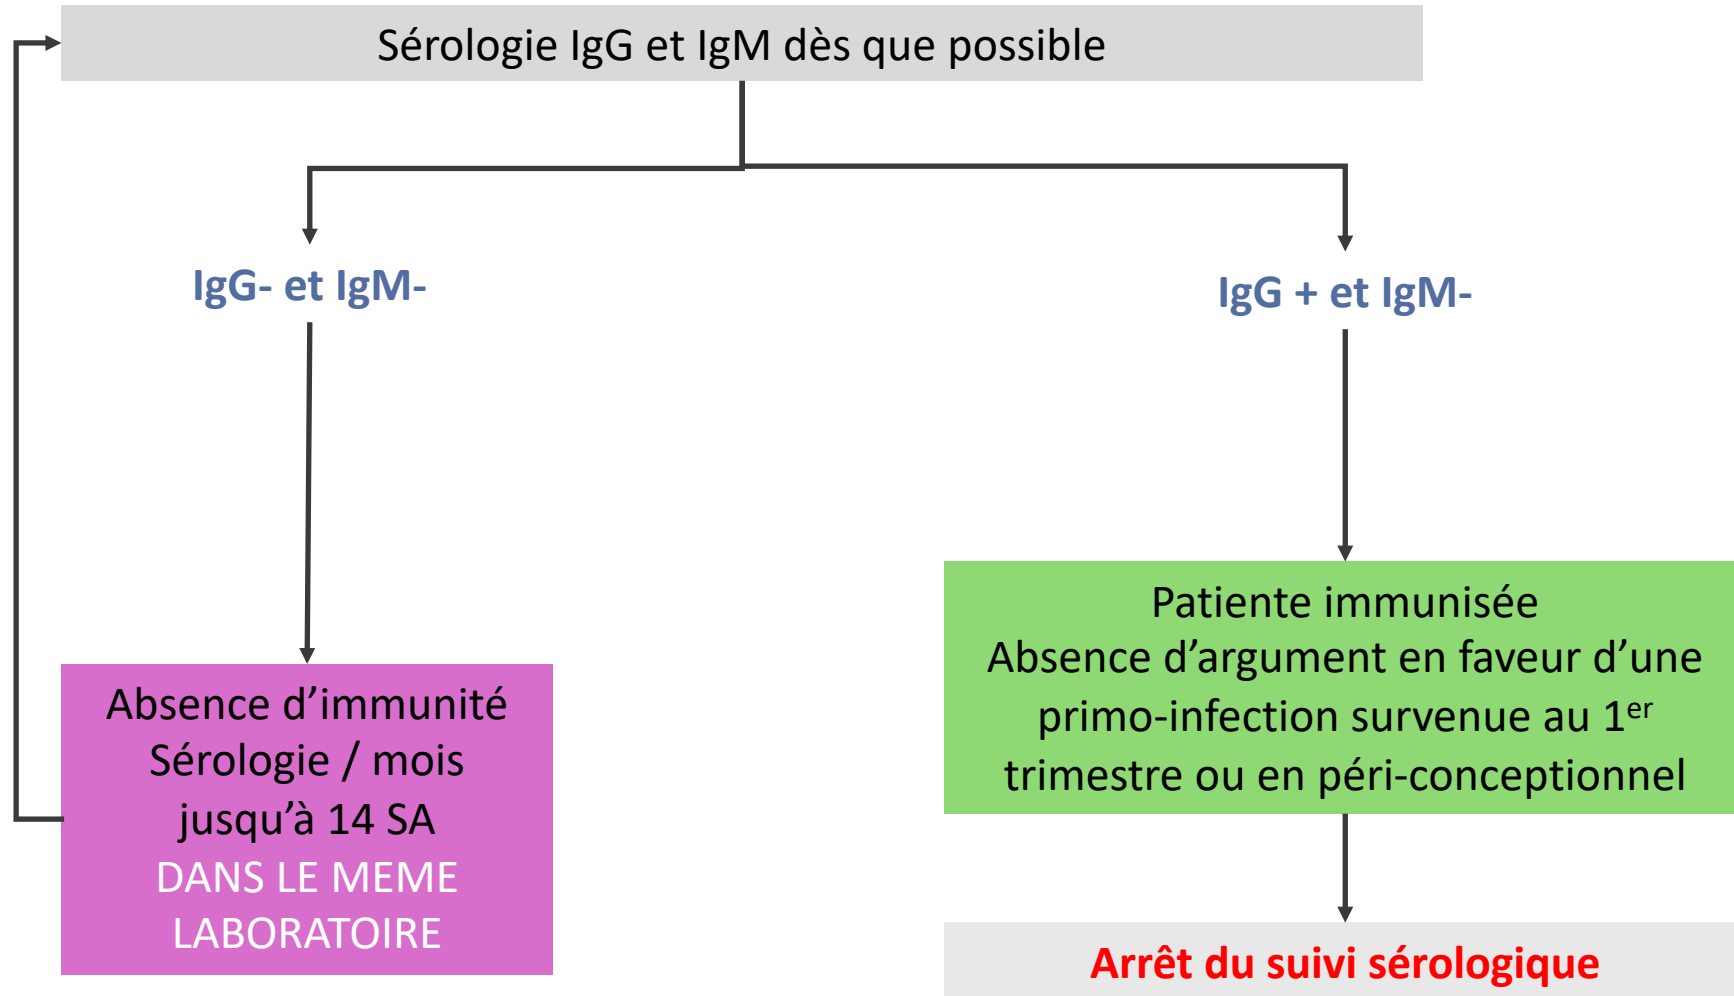 Sérologie IgG et IgM dès que possible
IgG- et IgM-
IgG + et IgM-
Absence d’immunité
Sérologie / mois
jusqu’à 14 SA
DANS LE MEME
LABORATOIRE
Patiente immunisée
Absence d’argument en faveur d’une
primo-infection survenue au 1er
trimestre ou en péri-conceptionnel
Arrêt du suivi sérologique